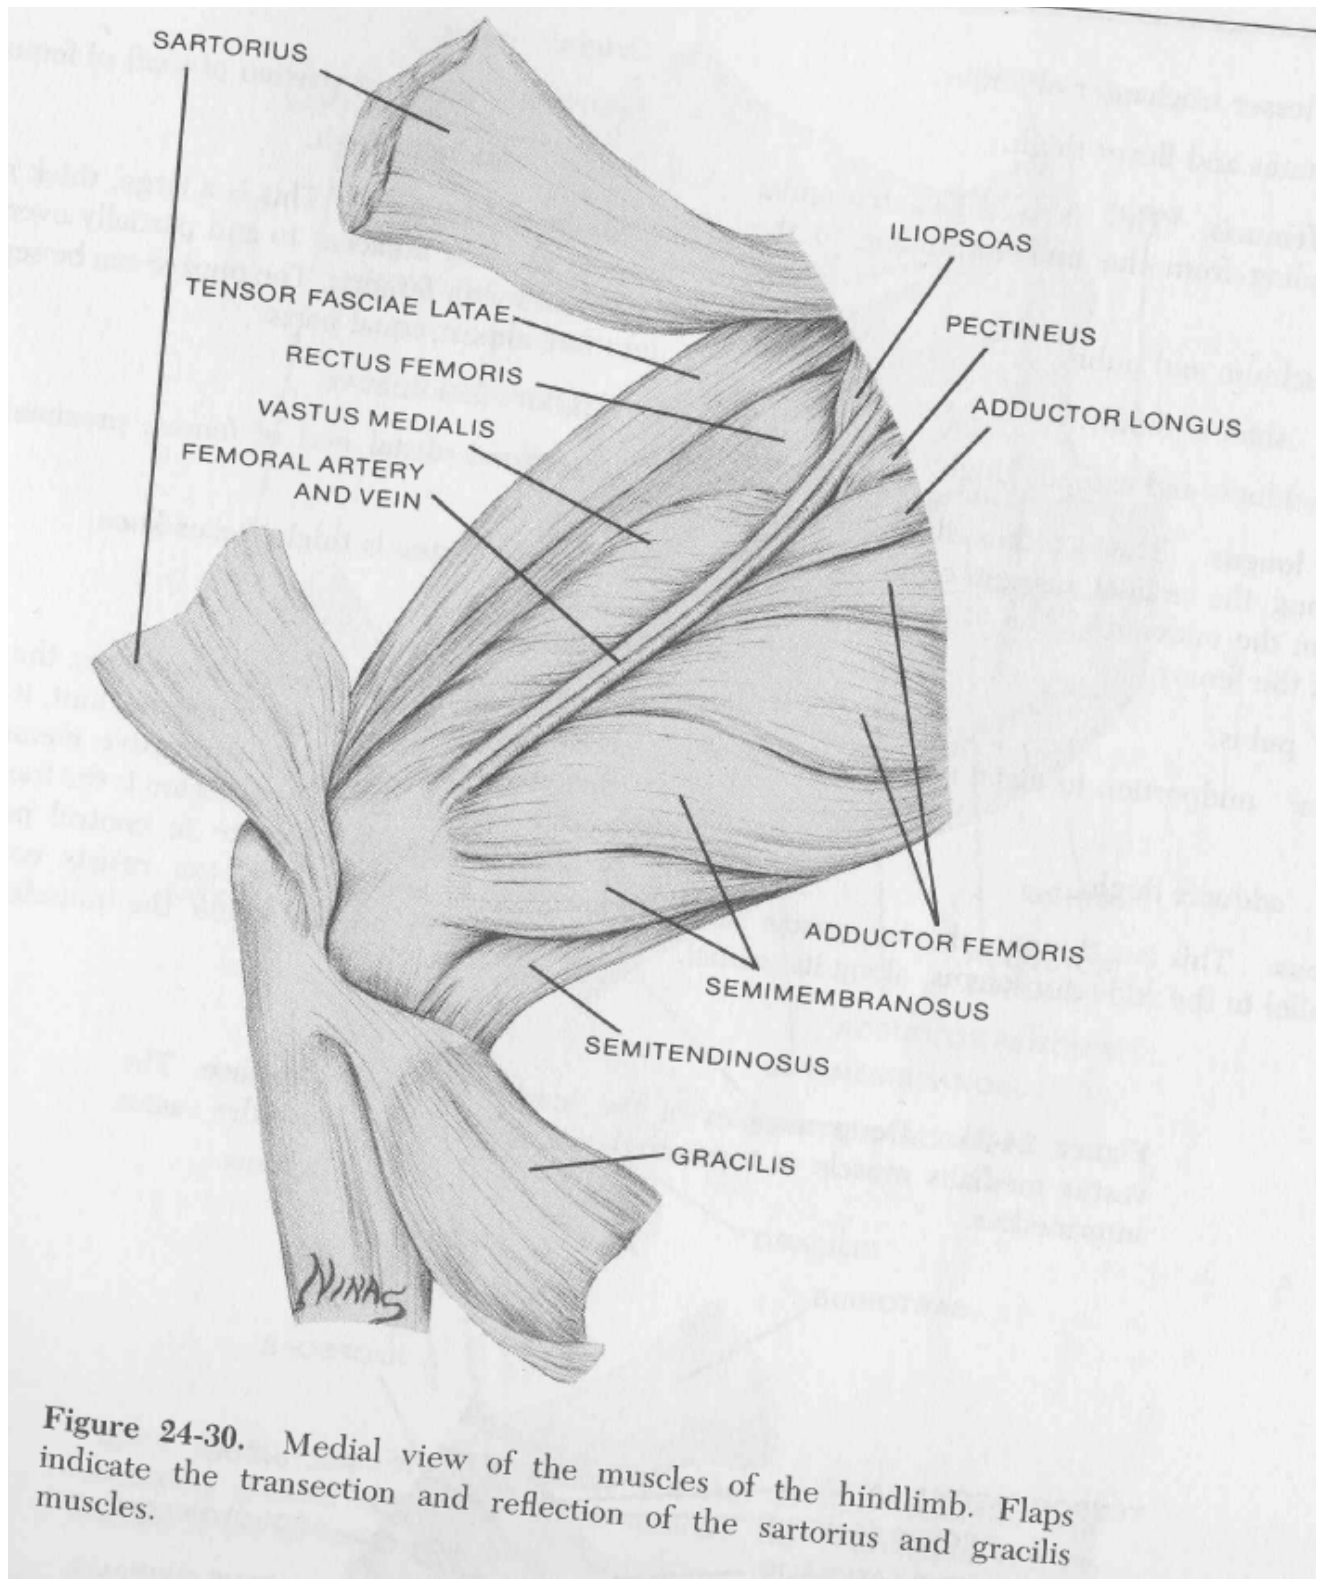 SARTORIUS
ILIOPSOAS
TENSOR FASCIAE LATAE
PECTINEUS
RECTUS FEMORIS
ADDUCTOR LONGUS
VASTUS MEDIALIS
FEMORAL ARTERY
AND VEIN
ADDUCTOR FEMORIS
SEMIMEMBRANOSUS
SEMITENDINOSUS
GRACILIS
NINAS
Figure 24-30. Medial view of the muscles of the hindlimb. Flaps
indicate the transection and reflection of the sartorius and gracilis
muscles.